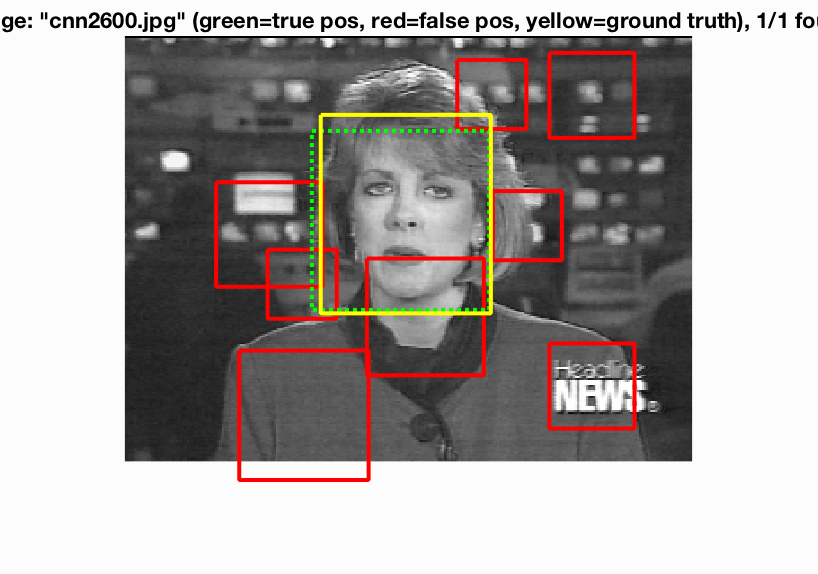 ge: "cnn2600.jpg" (green=true pos, red=false pos, yellow=ground truth), 1/1 fou
Headline
NEWS®